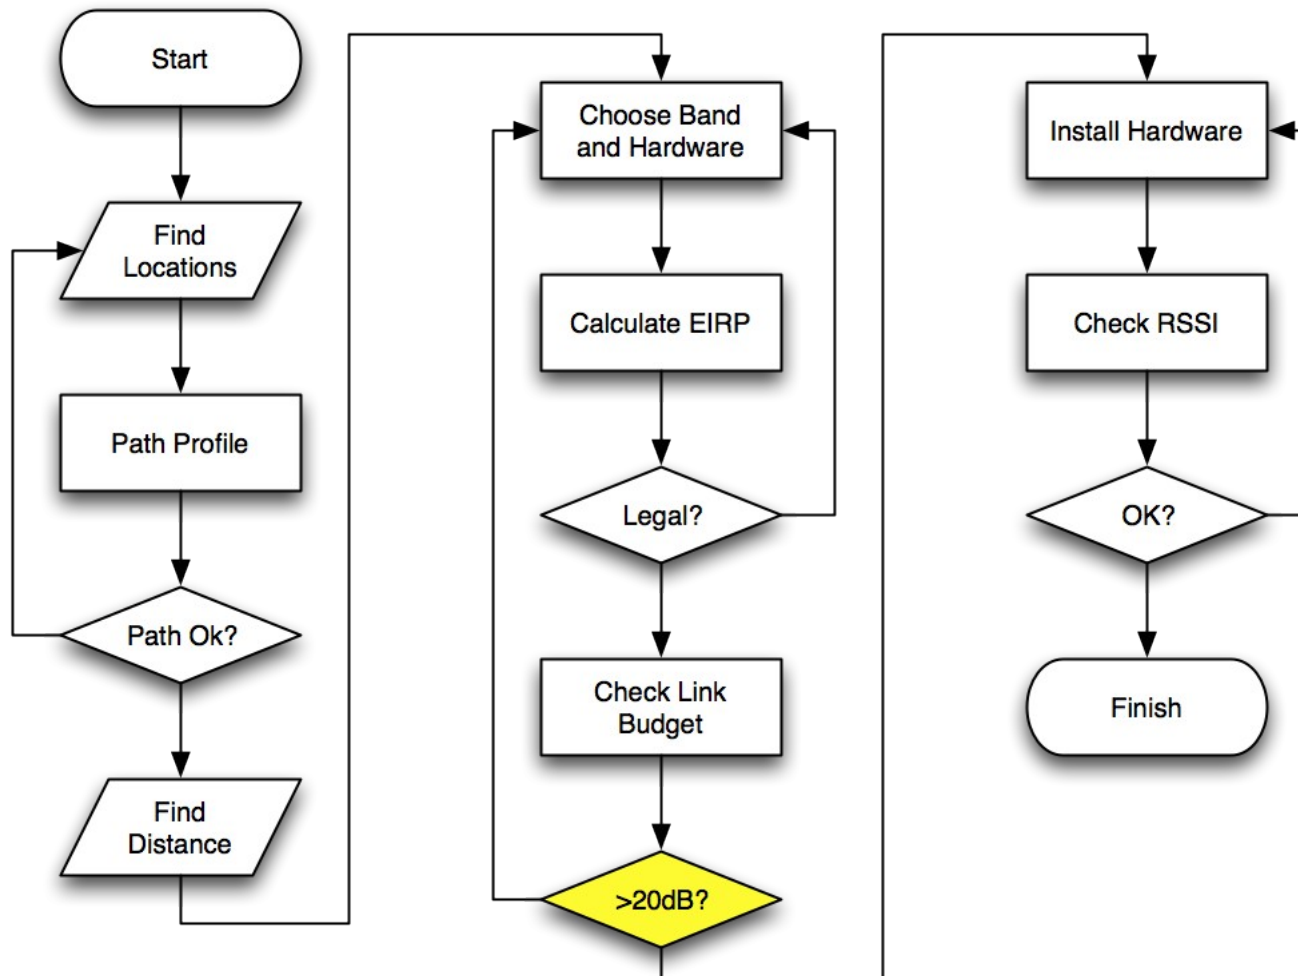 Start
Find
Locations
Path Profile
Path Ok?
Find
Distance
Choose Band
and Hardware
Calculate EIRP
Legal?
Check Link
Budget
>20dB?
Install Hardware
Check RSSI
OK?
Finish